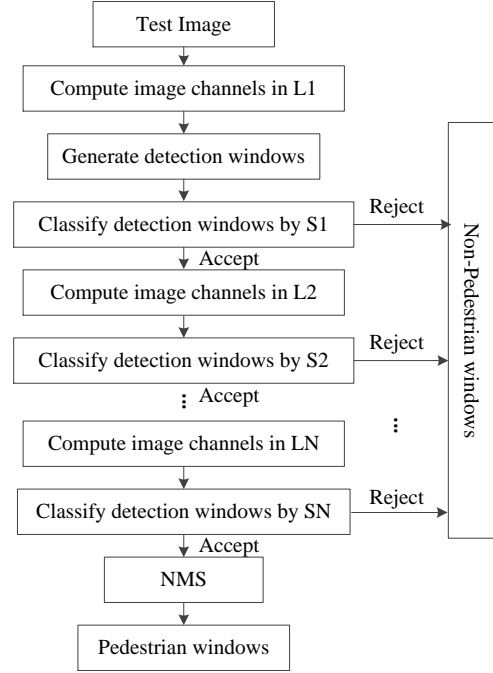 Test Image
Compute image channels in L1
Generate detection windows
Classify detection windows by S1
Reject
Accept
Compute image channels in L2
Classify detection windows by S2
Reject
Accept
...
...
Compute image channels in LN
Classify detection windows by SN
Reject
Accept
NMS
Pedestrian windows
Non-Pedestrian windows